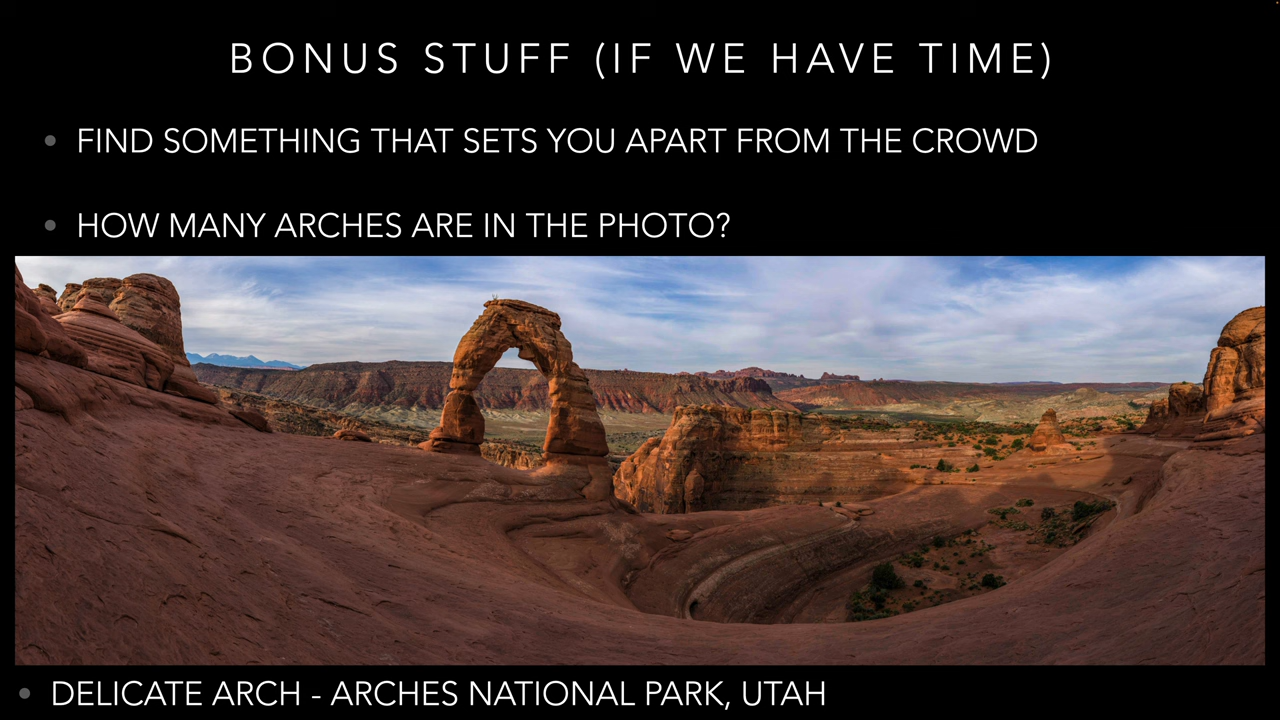 BONUS STUFF (IF WE HAVE TIME)
FIND SOMETHING THAT SETS YOU APART FROM THE CROWD
HOW MANY ARCHES ARE IN THE PHOTO?
DELICATE ARCH - ARCHES NATIONAL PARK, UTAH